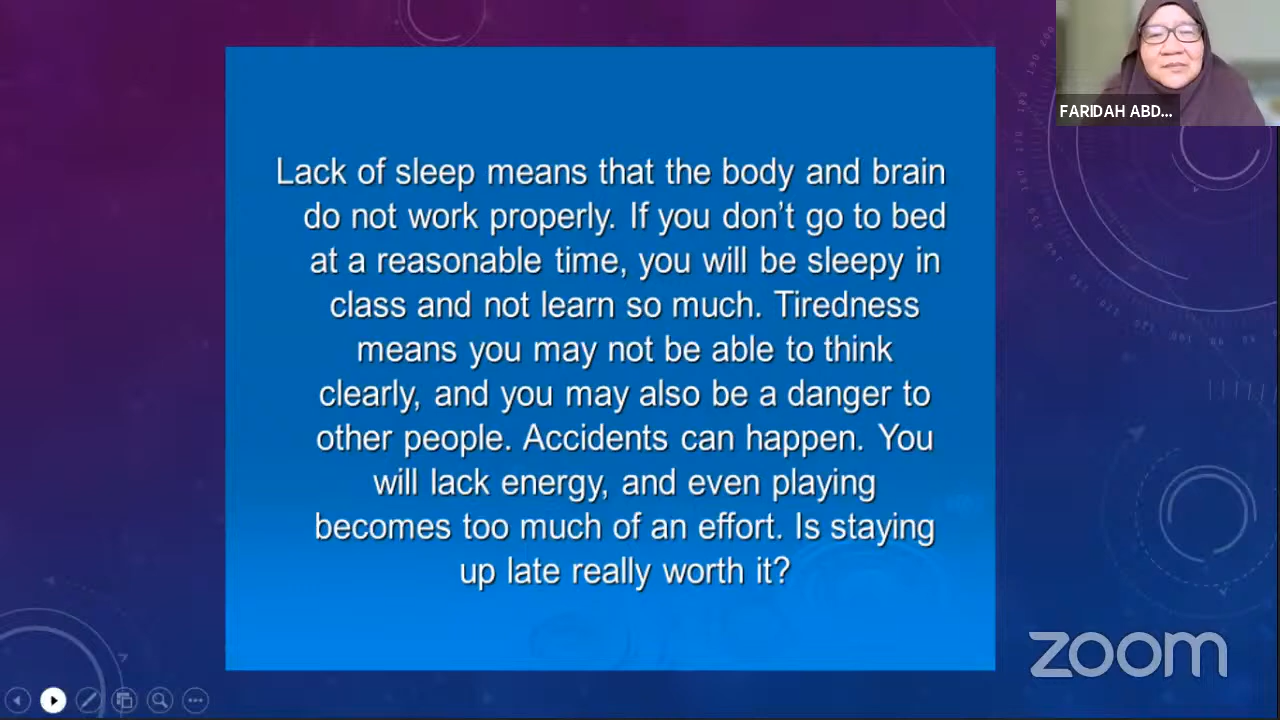 FARIDAH ABD...
Lack of sleep means that the body and brain
do not work properly. If you don’t go to bed
at a reasonable time, you will be sleepy in
class and not learn so much. Tiredness
means you may not be able to think
clearly, and you may also be a danger to
other people. Accidents can happen. You
will lack energy, and even playing
becomes too much of an effort. Is staying
up late really worth it?
zoom